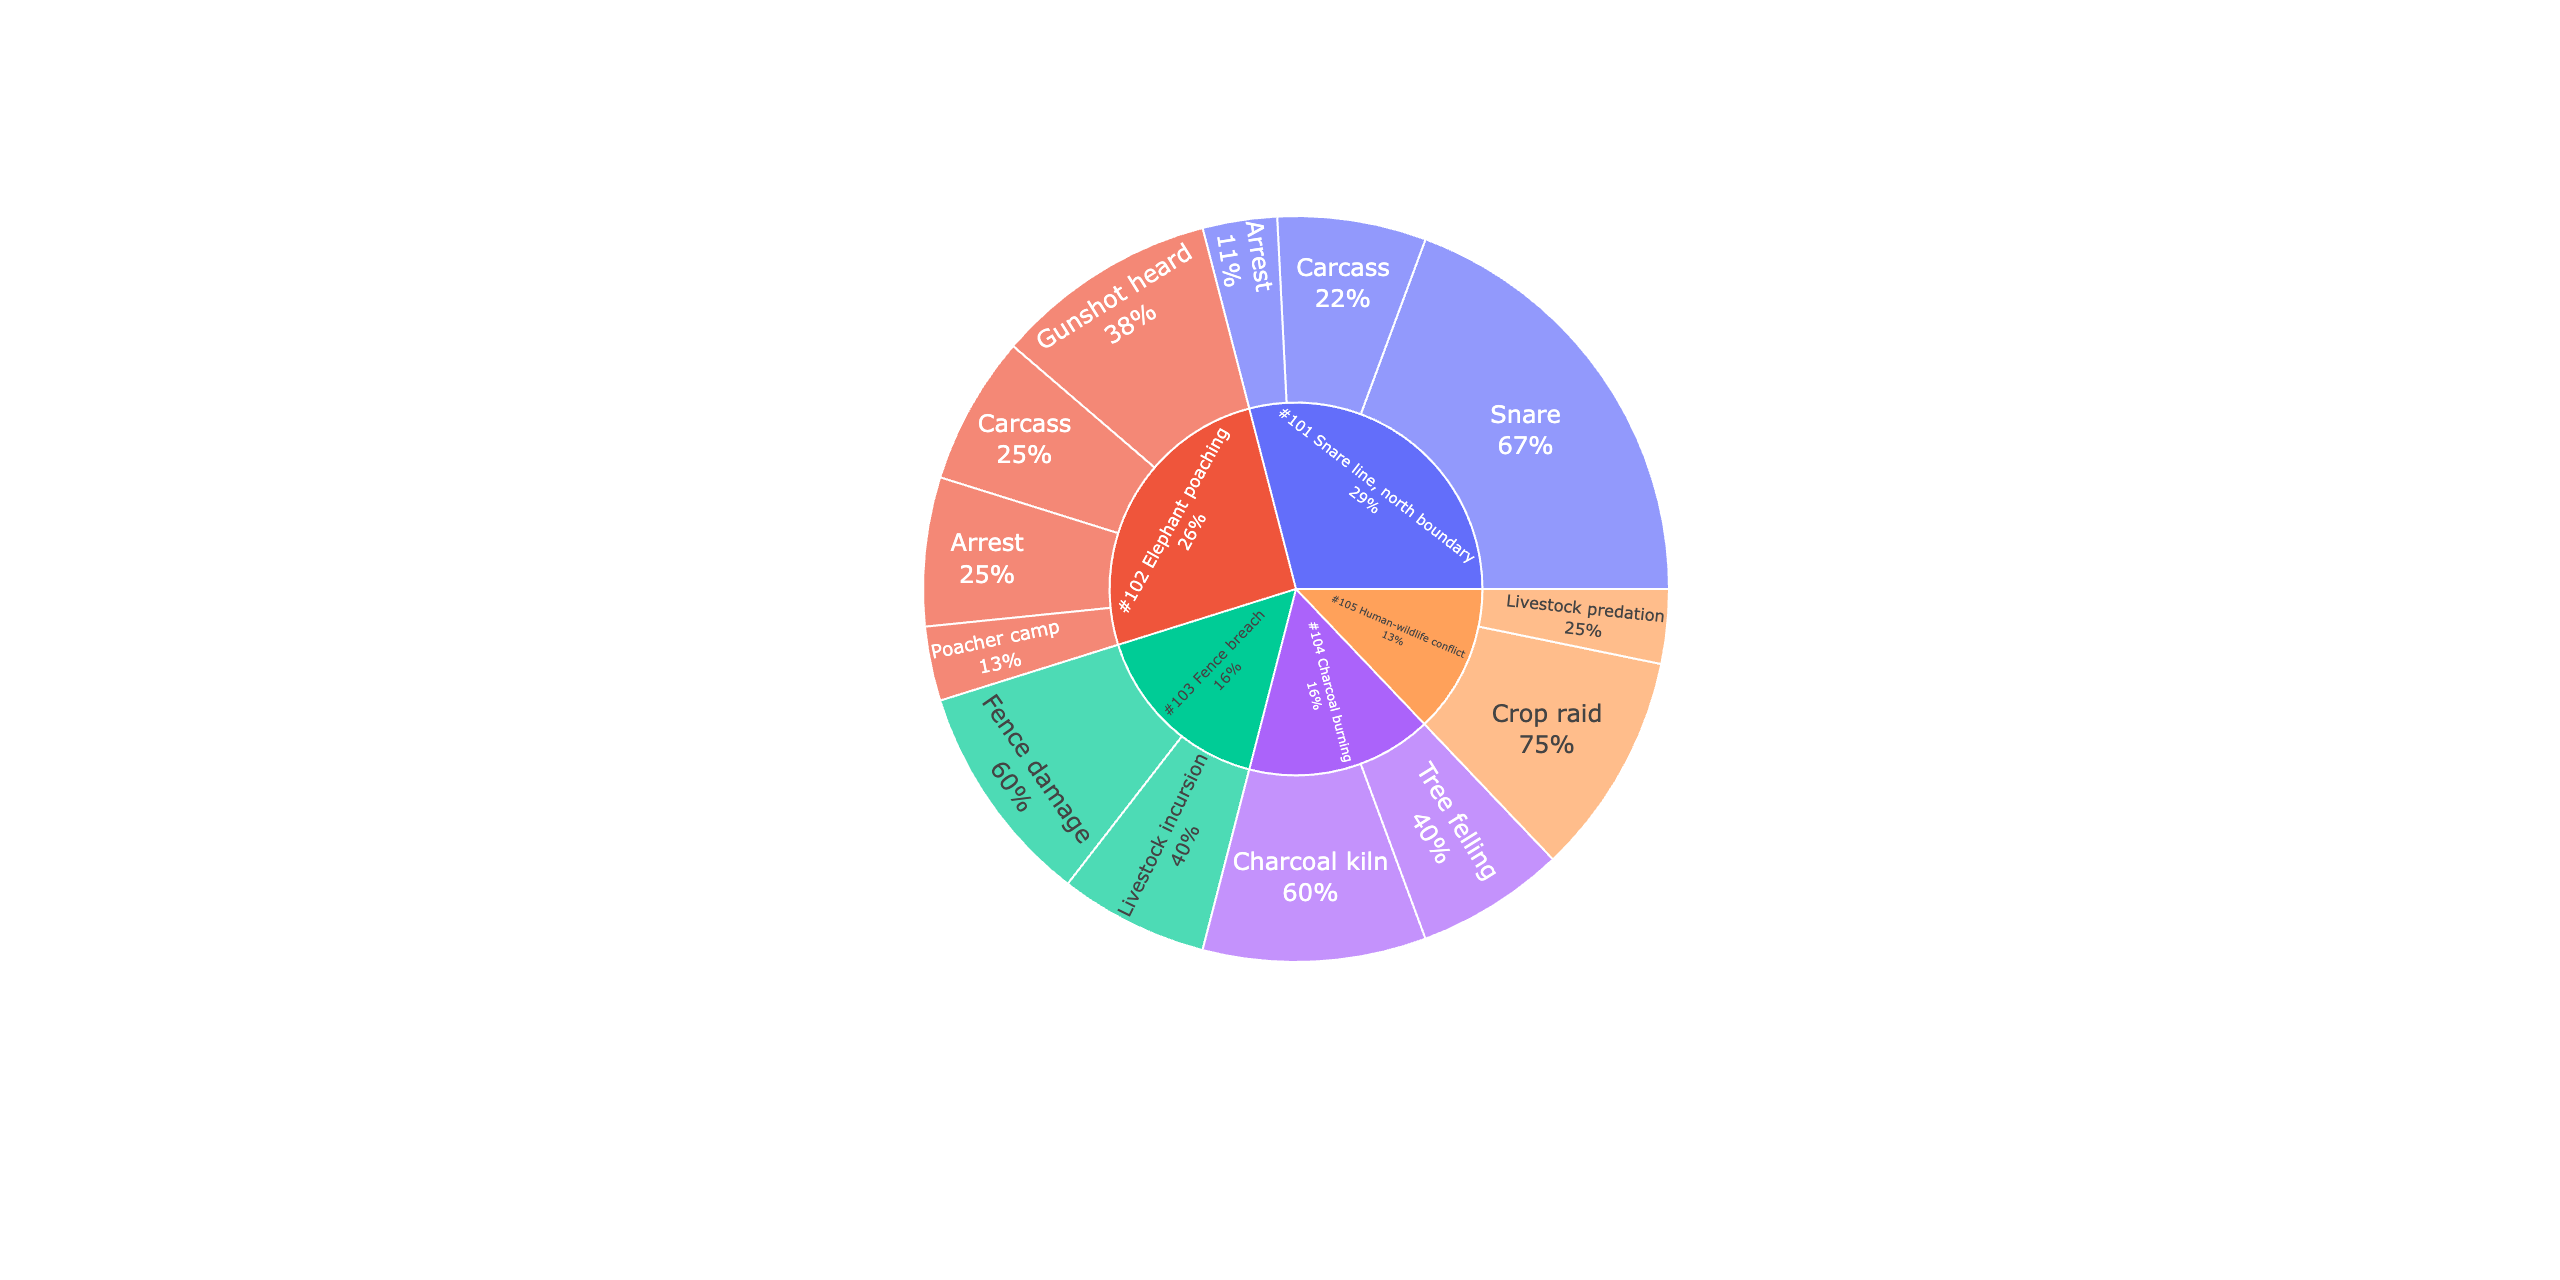 #101 Snare line, north boundary
29%
Snare
67%
Carcass
22%
Arrest
11%
#102 Elephant poaching
26%
Gunshot heard
38%
Carcass
25%
Arrest
25%
Poacher camp
13%
#103 Fence breach
16%
Fence damage
60%
Livestock incursion
40%
#104 Charcoal burning
16%
Charcoal kiln
60%
Tree felling
40%
#105 Human-wildlife conflict
13%
Crop raid
75%
Livestock predation
25%